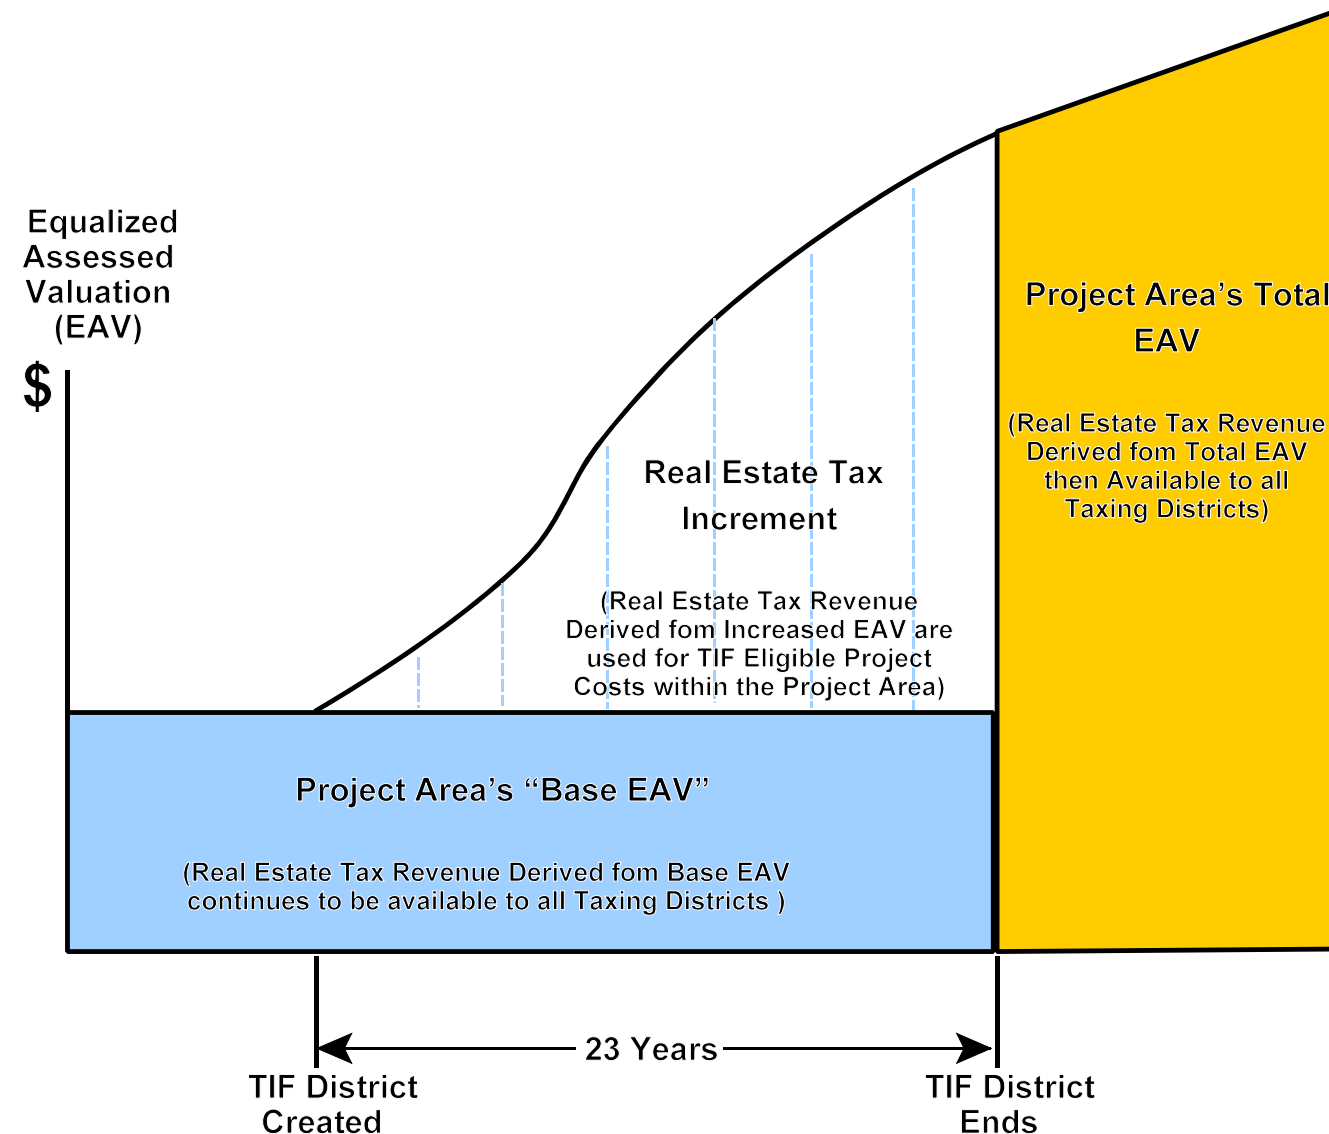 Equalized
Assessed
Valuation
(EAV)
$
Project Area’s Total
EAV
(Real Estate Tax Revenue
Derived fom Total EAV
then Available to all
Taxing Districts)
Real Estate Tax
Increment
(Real Estate Tax Revenue
Derived fom Increased EAV are
used for TIF Eligible Project
Costs within the Project Area)
Project Area’s “Base EAV”
(Real Estate Tax Revenue Derived fom Base EAV
continues to be available to all Taxing Districts )
23 Years
TIF District
Created
TIF District
Ends